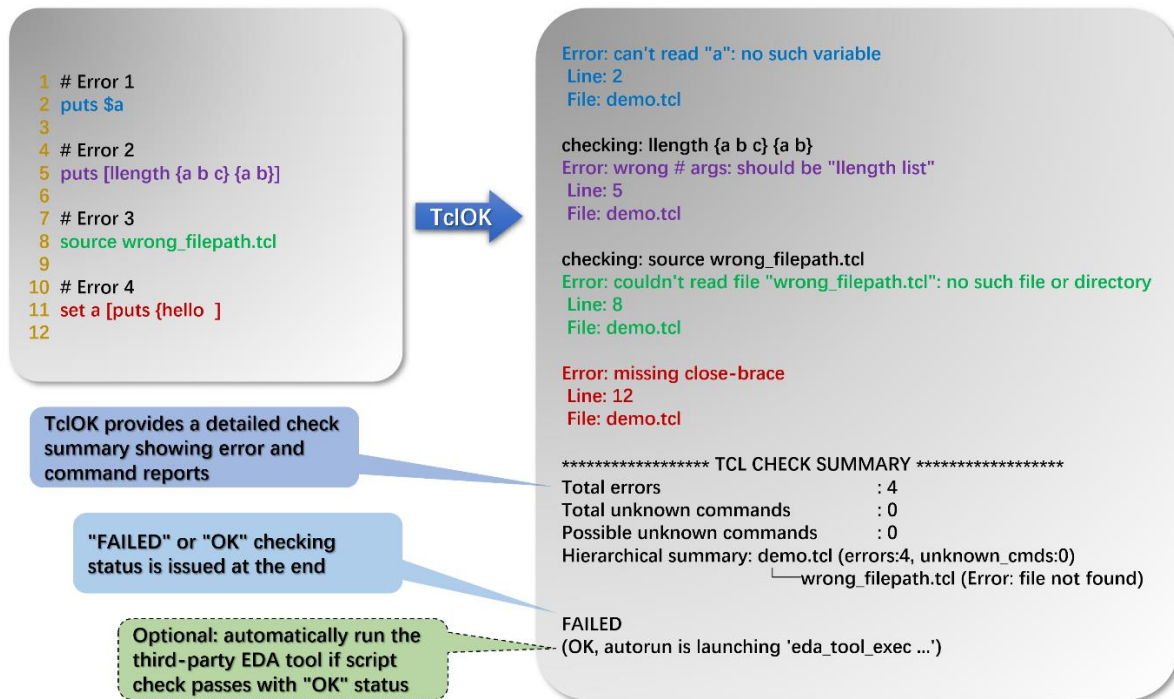 1 # Error 1
2 puts $a
3
4 # Error 2
5 puts [llength {a b c} {a b}]
6
7 # Error 3
8 source wrong_filepath.tcl
9
10 # Error 4
11 set a [puts {hello  ]
12
TclOK
Error: can't read "a": no such variable
Line: 2
File: demo.tcl
checking: llength {a b c} {a b}
Error: wrong # args: should be "llength list"
Line: 5
File: demo.tcl
checking: source wrong_filepath.tcl
Error: couldn't read file "wrong_filepath.tcl": no such file or directory
Line: 8
File: demo.tcl
Error: missing close-brace
Line: 12
File: demo.tcl
****************** TCL CHECK SUMMARY ******************
Total errors : 4
Total unknown commands : 0
Possible unknown commands : 0
Hierarchical summary: demo.tcl (errors:4, unknown_cmds:0)
wrong_filepath.tcl (Error: file not found)
FAILED
(OK, autorun is launching 'eda_tool_exec ...')
TclOK provides a detailed check
summary showing error and
command reports
"FAILED" or "OK" checking
status is issued at the end
Optional: automatically run the
third-party EDA tool if script
check passes with "OK" status